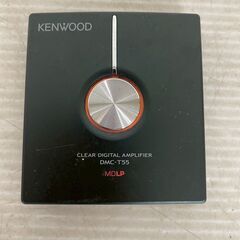 KENWOOD
CLEAR DIGITAL AMPLIFIER
DMC-T55
MDLP